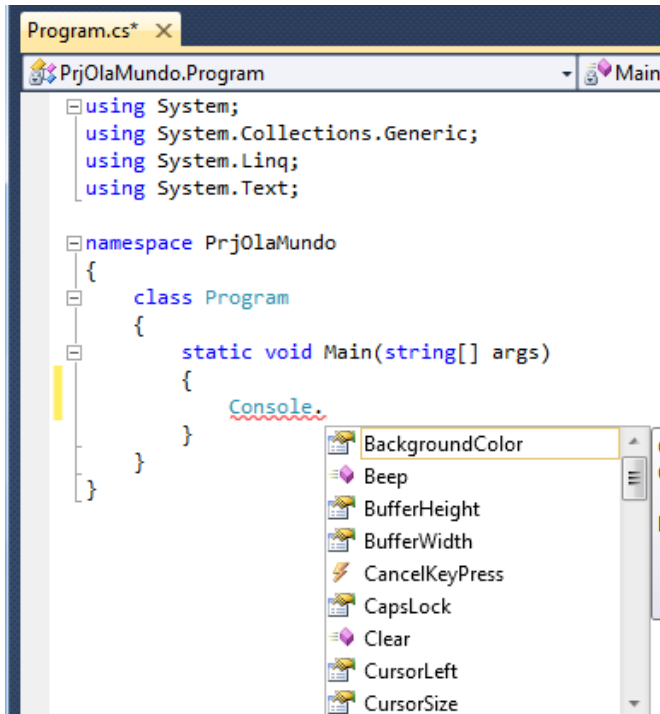 Program.cs*
PrjOlaMundo.Program Main
using System;
using System.Collections.Generic;
using System.Linq;
using System.Text;
namespace PrjOlaMundo
{
class Program
{
static void Main(string[] args)
{
Console.
}
}
}
BackgroundColor
Beep
BufferHeight
BufferWidth
CancelKeyPress
CapsLock
Clear
CursorLeft
CursorSize